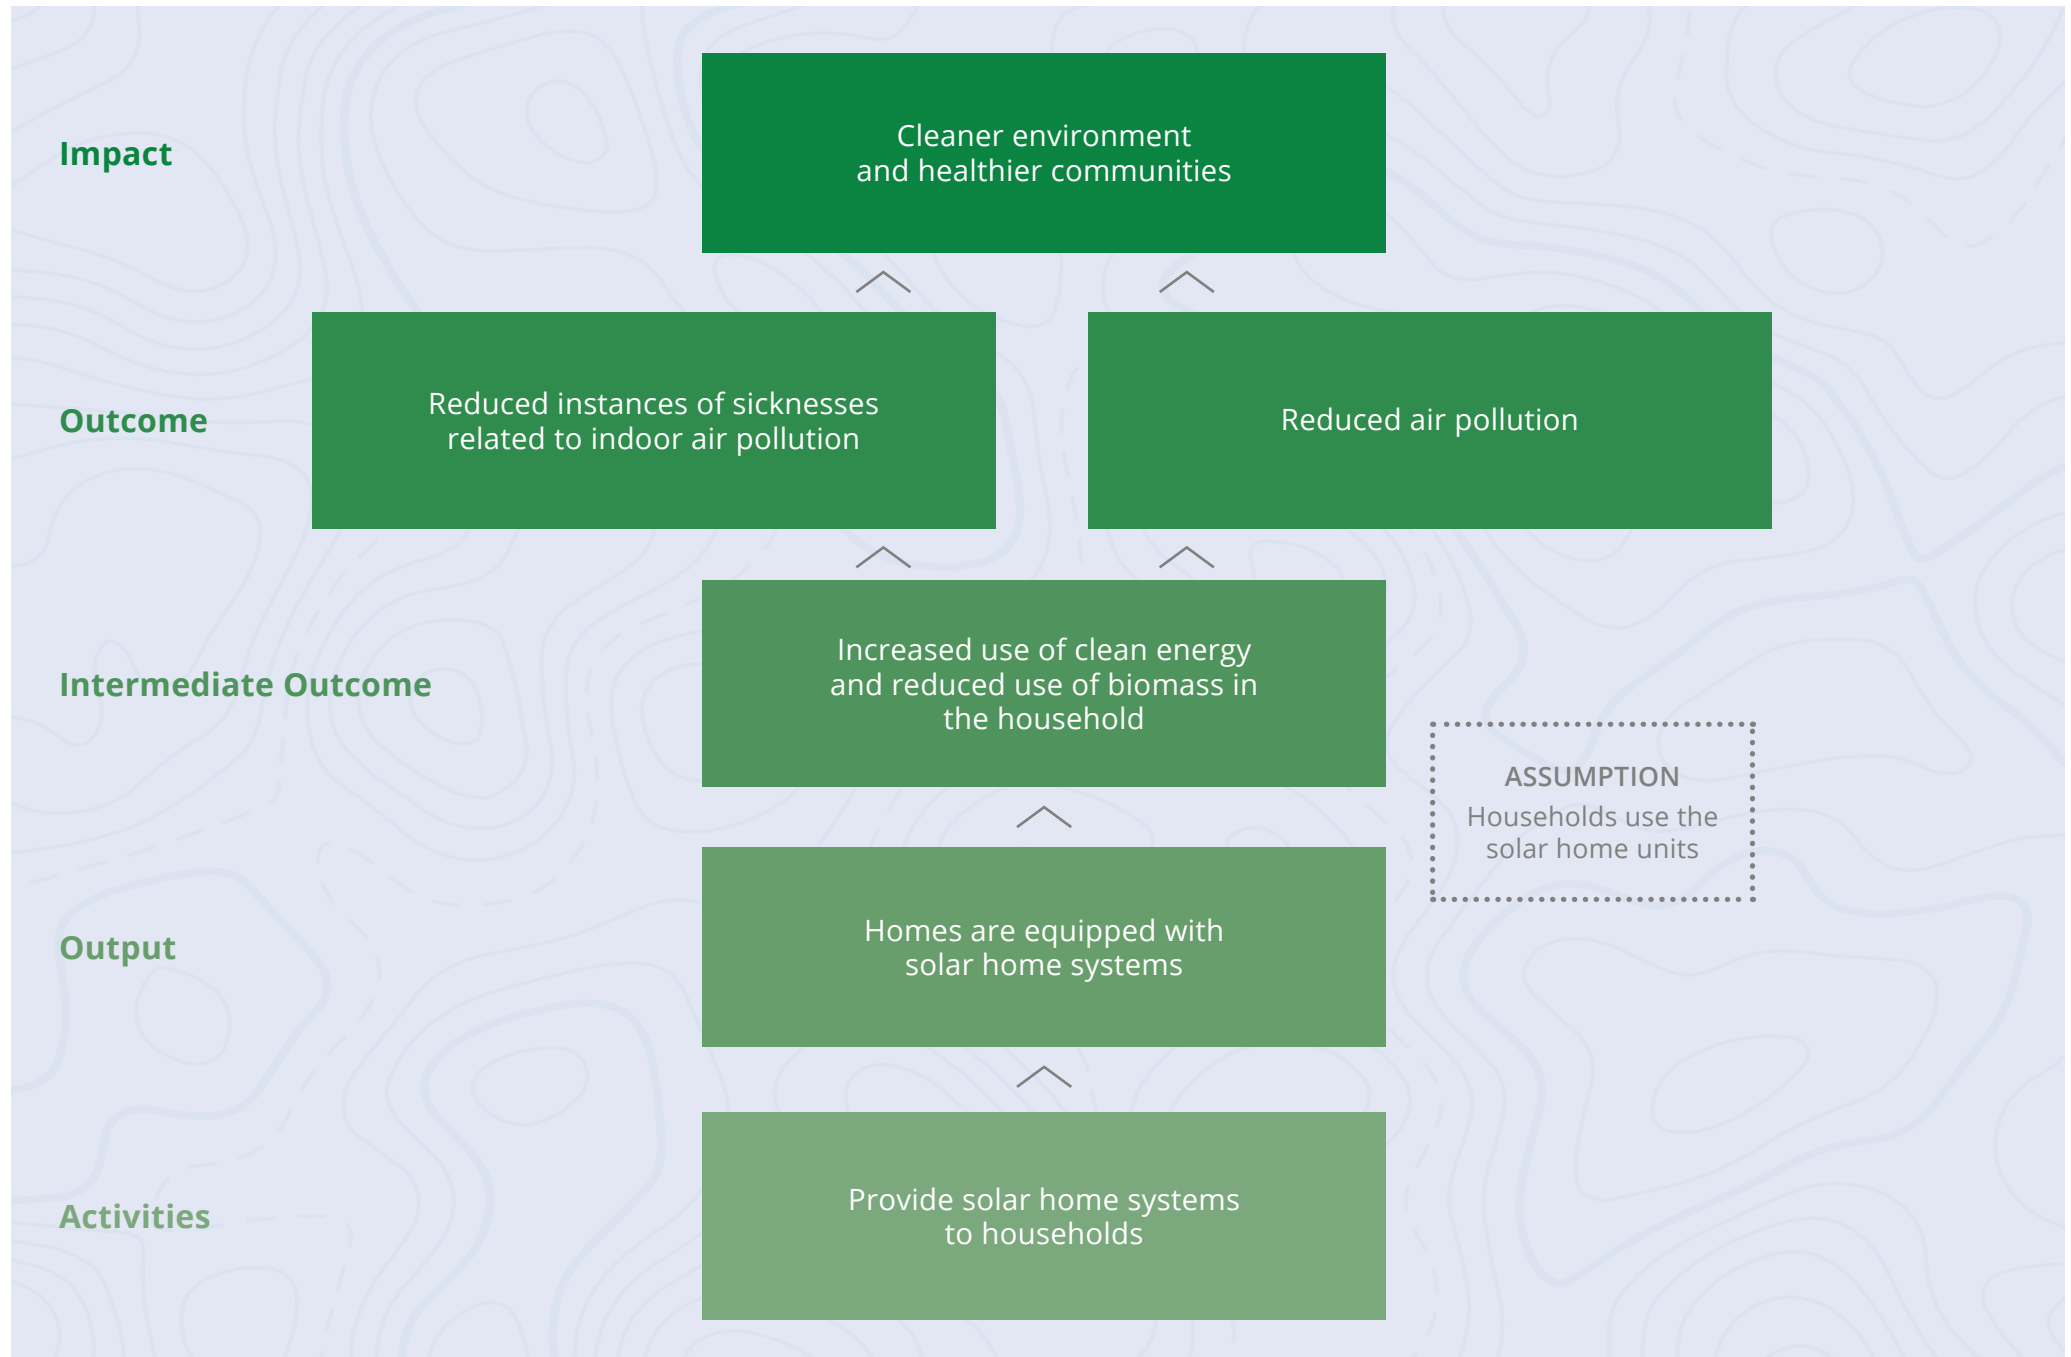 Impact
Cleaner environment
and healthier communities
Outcome
Reduced instances of sicknesses
related to indoor air pollution
Reduced air pollution
Intermediate Outcome
Increased use of clean energy
and reduced use of biomass in
the household
ASSUMPTION
Households use the
solar home units
Output
Homes are equipped with
solar home systems
Activities
Provide solar home systems
to households